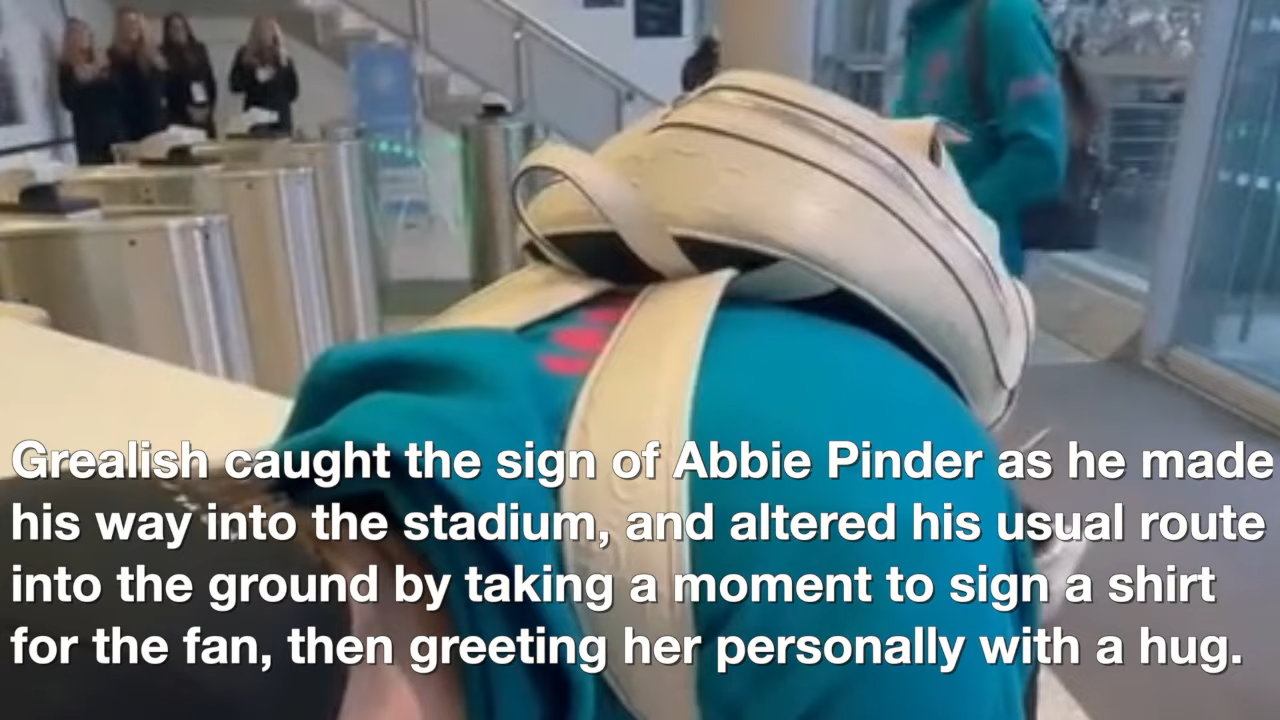 Grealish caught the sign of Abbie Pinder as he made
his way into the stadium, and altered his usual route
into the ground by taking a moment to sign a shirt
for the fan, then greeting her personally with a hug.